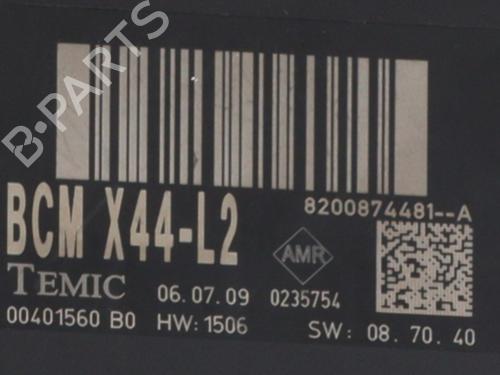 B-PARTS
8200874481--A
BCM X44-L2
AMR
TEMIC 06.07.09 0235754
00401560 B0 HW:1506 SW: 08.70.40